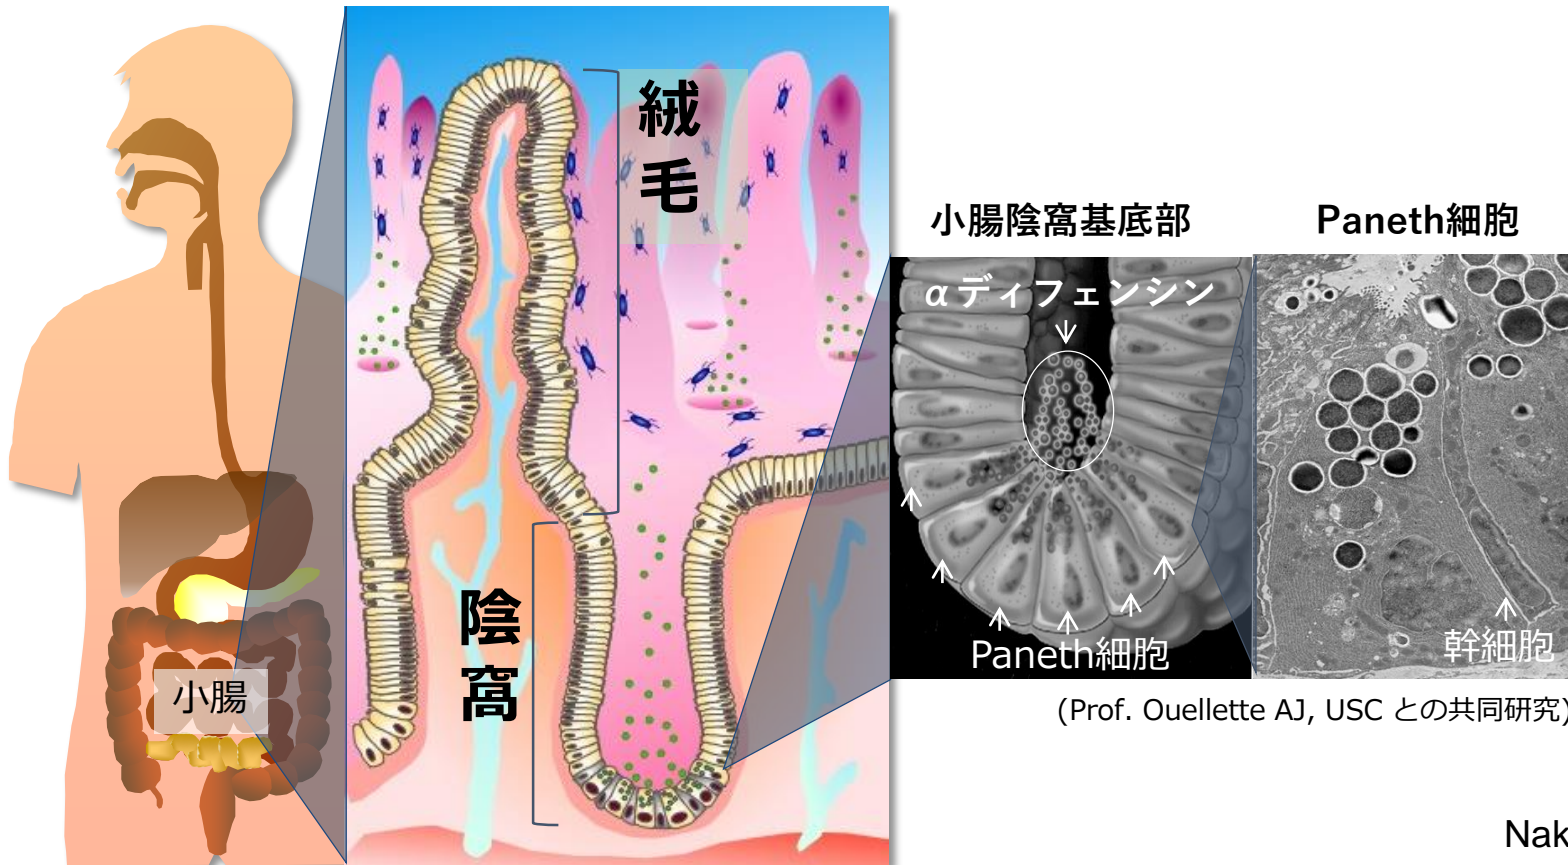 小腸
絨毛
陰窩
小腸陰窩基底部
αディフェンシン
Paneth細胞
Paneth細胞
幹細胞
(Prof. Ouellette AJ, USC との共同研究)
Nak